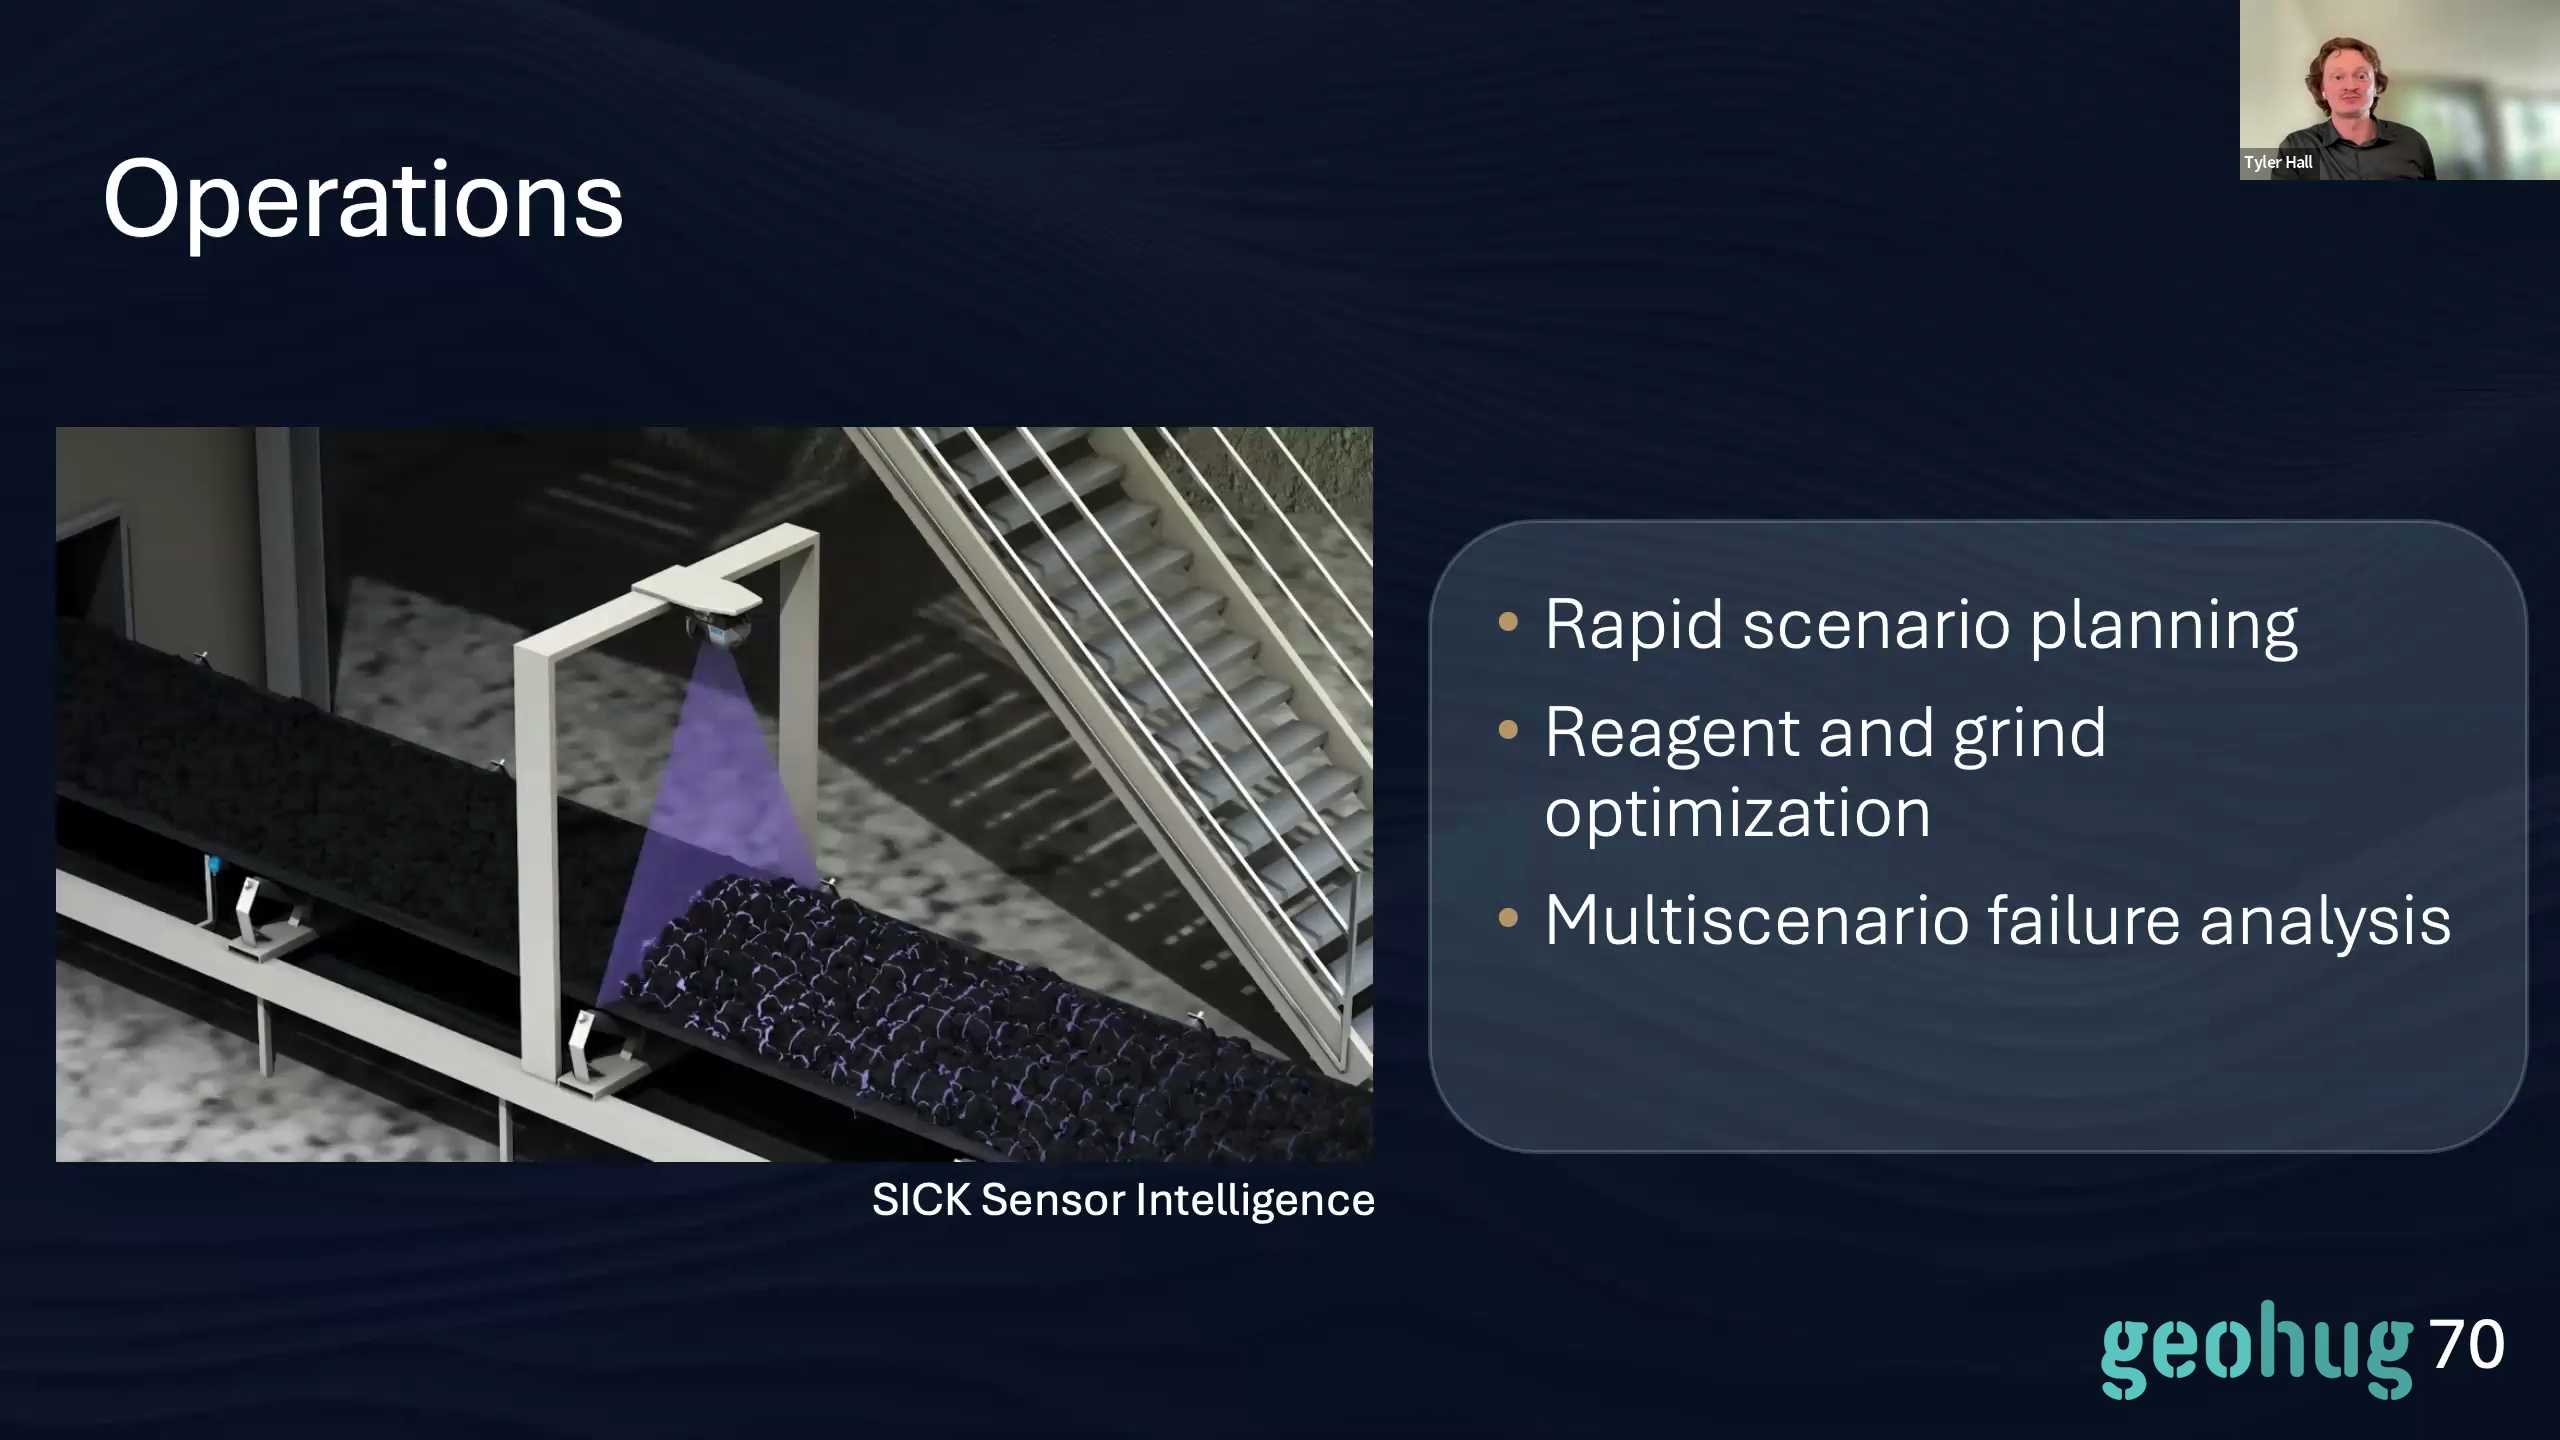 Tyler Hall
Operations
• Rapid scenario planning
• Reagent and grind
optimization
• Multiscenario failure analysis
SICK Sensor Intelligence
geohug 70